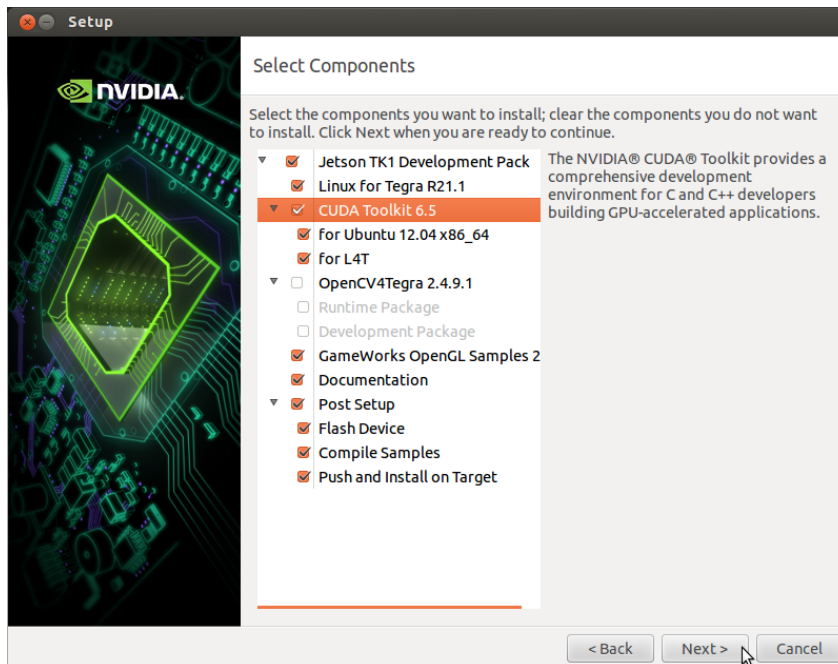 Setup
NVIDIA.
Select Components
Select the components you want to install; clear the components you do not want
to install. Click Next when you are ready to continue.
Jetson TK1 Development Pack
Linux for Tegra R21.1
CUDA Toolkit 6.5
for Ubuntu 12.04 x86_64
for L4T
OpenCV4Tegra 2.4.9.1
Runtime Package
Development Package
GameWorks OpenGL Samples 2
Documentation
Post Setup
Flash Device
Compile Samples
Push and Install on Target
The NVIDIA® CUDA® Toolkit provides a
comprehensive development
environment for C and C++ developers
building GPU-accelerated applications.
< Back
Next >
Cancel